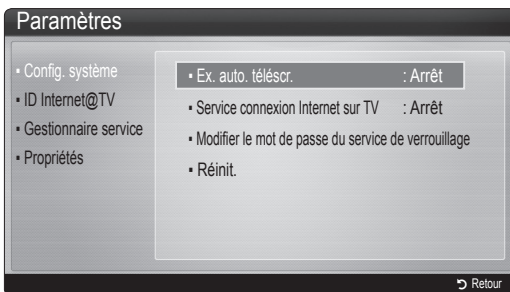 Paramètres
▪ Config. système
▪ ID Internet@TV
▪ Gestionnaire service
▪ Propriétés
▪ Ex. auto. téléscr. : Arrêt
▪ Service connexion Internet sur TV : Arrêt
▪ Modifier le mot de passe du service de verrouillage
▪ Réinit.
Retour